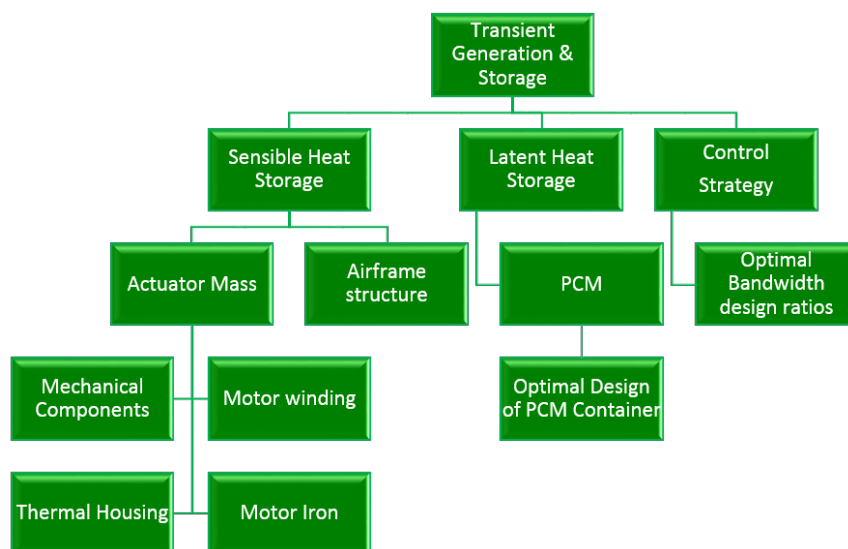 Transient
Generation &
Storage
Sensible Heat
Storage
Latent Heat
Storage
Control
Strategy
Actuator Mass
Airframe
structure
PCM
Optimal
Bandwidth
design ratios
Mechanical
Components
Motor winding
Optimal Design
of PCM Container
Thermal Housing
Motor Iron